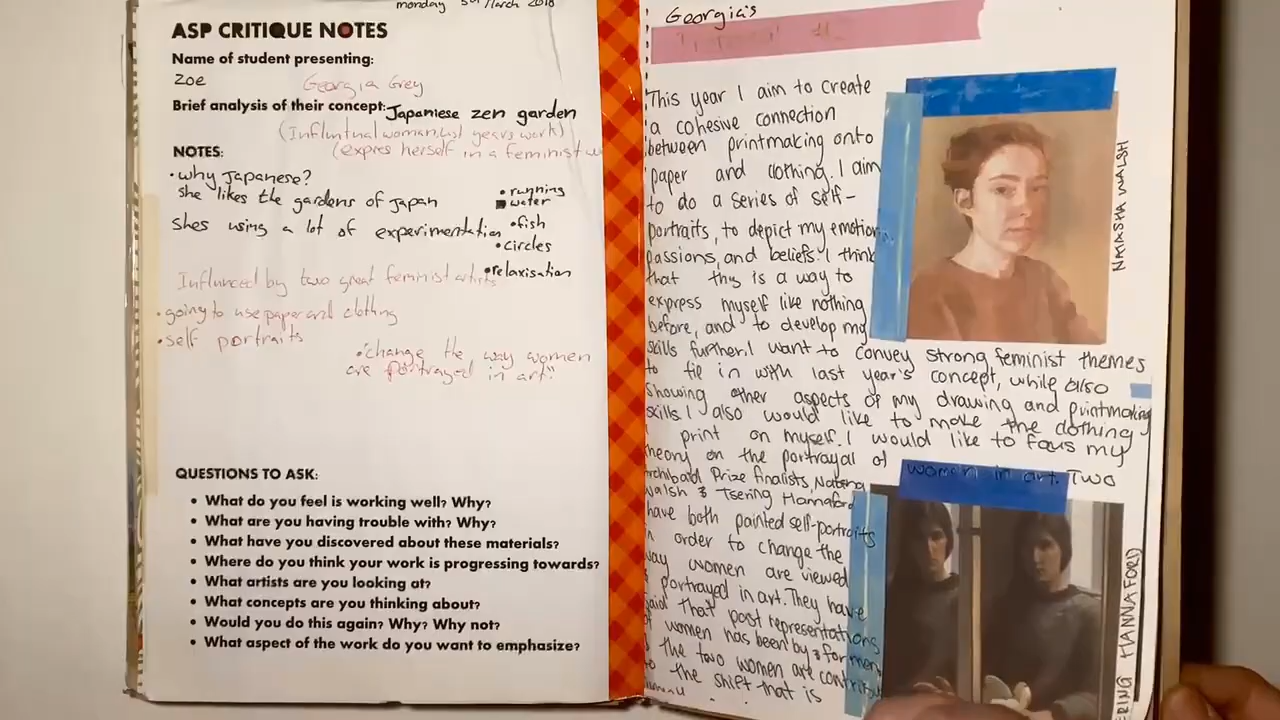 monday 5th March 2018
ASP CRITIQUE NOTES
Name of student presenting:
Zoe
Georgia Grey
Brief analysis of their concept: Japaniese zen garden
(Influntual woman, last years work)
(expres herself in a feminist w
NOTES:
• why Japanese?
she likes the gardens of Japan
shes using a lot of experimentation
• running
water
• fish
• circles
• relaxisation
Influnced by two great feminist artists
• going to use paper and clothing
• self portraits
• "change the way women
are portrayed in art".
QUESTIONS TO ASK:
• What do you feel is working well? Why?
• What are you having trouble with? Why?
• What have you discovered about these materials?
• Where do you think your work is progressing towards?
• What artists are you looking at?
• What concepts are you thinking about?
• Would you do this again? Why? Why not?
• What aspect of the work do you want to emphasize?
Georgia's
This year I aim to create
a cohesive connection
between printmaking onto
paper and clothing. I aim
to do a series of self-
portraits, to depict my emotions,
passions, and beliefs. I think
that this is a way to
express myself like nothing
before, and to develop my
skills further. I want to convey strong feminist themes
to tie in with last year's concept, while also
showing other aspects of my drawing and printmaking
skills. I also would like to make the clothing
I print on myself. I would like to focus my
theory on the portrayal of women in art. Two
archibald Prize finalists, Natasha
Walsh & Tsering Hannaford
have both painted self-portraits
in order to change the
way women are viewed
& portrayed in art. They have
said that past representations
of women has been by & for men,
the two women are contribut
to the shift that is
NATASHA WALSH
ERING HANNAFORD